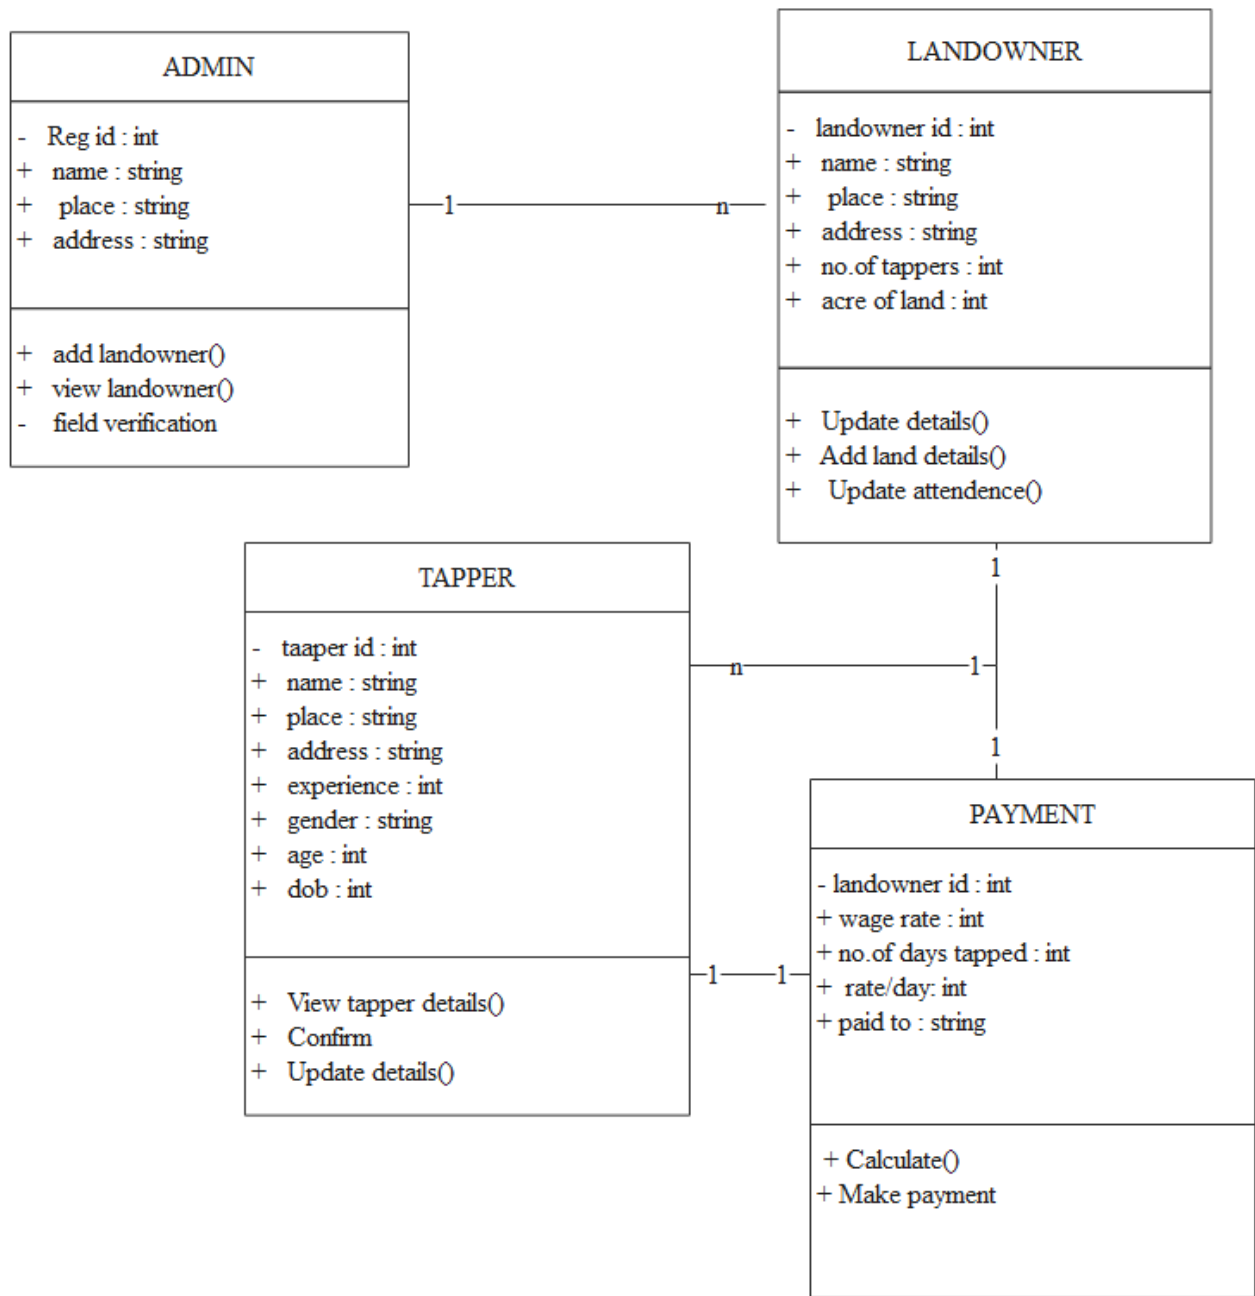 ADMIN
- Reg id : int
+ name : string
+ place : string
+ address : string
+ add landowner()
+ view landowner()
- field verification
1
n
LANDOWNER
- landowner id : int
+ name : string
+ place : string
+ address : string
+ no.of tappers : int
+ acre of land : int
+ Update details()
+ Add land details()
+ Update attendence()
1
TAPPER
- taaper id : int
+ name : string
+ place : string
+ address : string
+ experience : int
+ gender : string
+ age : int
+ dob : int
+ View tapper details()
+ Confirm
+ Update details()
n
1
1
1
1
PAYMENT
- landowner id : int
+ wage rate : int
+ no.of days tapped : int
+ rate/day: int
+ paid to : string
+ Calculate()
+ Make payment